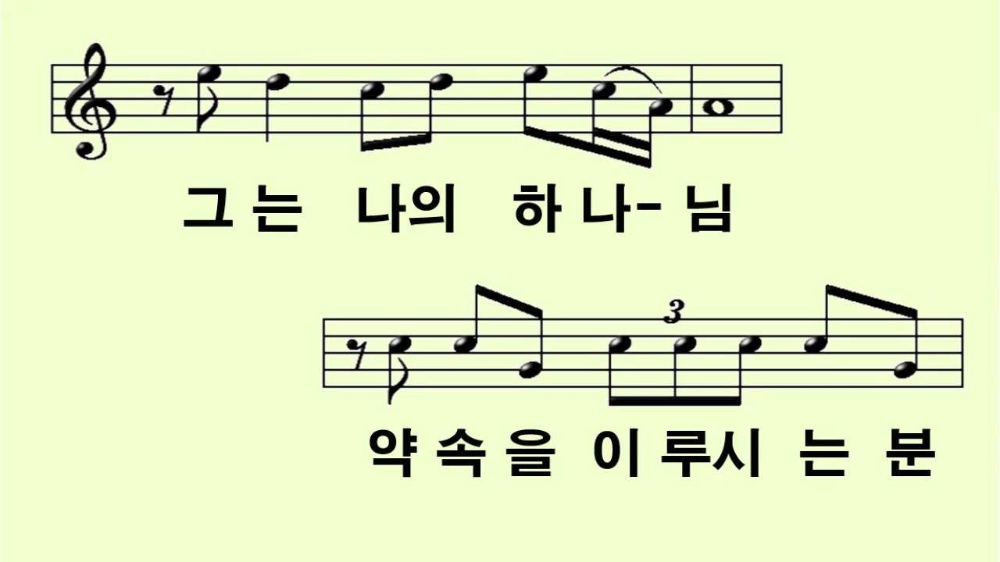 그 는 나의 하 나- 님
3
약 속 을 이 루시 는 분